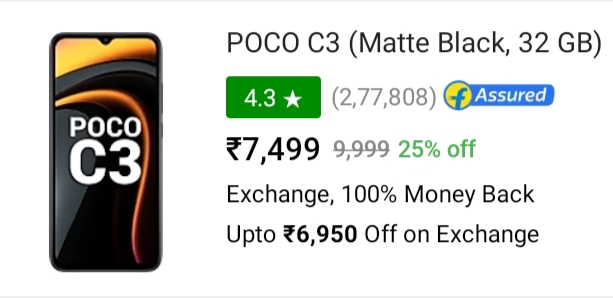 POCO C3 (Matte Black, 32 GB)
4.3 ★ (2,77,808) f Assured
₹7,499 9,999 25% off
Exchange, 100% Money Back
Upto ₹6,950 Off on Exchange
POCO
C3